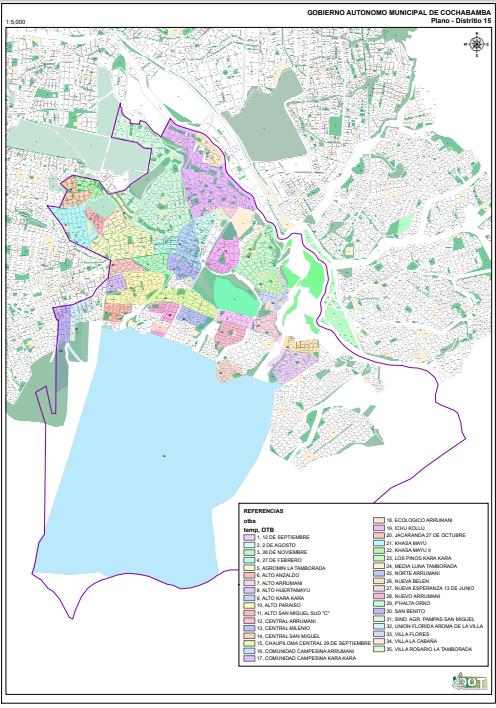 GOBIERNO AUTONOMO MUNICIPAL DE COCHABAMBA
Plano - Distritio 15
1:5,000
REFERENCIAS
otbs
temp, OTB
1, 12 DE SEPTIEMBRE
2, 2 DE AGOSTO
3, 26 DE NOVIEMBRE
4, 27 DE FEBRERO
5, AGROMIN LA TAMBORADA
6, ALTO ANZALDO
7, ALTO ARRUMANI
8, ALTO HUERTAMAYU
9, ALTO KARA KARA
10, ALTO PARAISO
11, ALTO SAN MIGUEL SUD "C"
12, CENTRAL ARRUMANI
13, CENTRAL MILENIO
14, CENTRAL SAN MIGUEL
15, CHAUPILOMA CENTRAL 29 DE SEPTIEMBRE
16, COMUNIDAD CAMPESINA ARRUMANI
17, COMUNIDAD CAMPESINA KARA KARA
18, ECOLOGICO ARRUMANI
19, ICHU KOLLU
20, JACARANDA 27 DE OCTUBRE
21, KHASA MAYU
22, KHASA MAYU II
23, LOS PINOS KARA KARA
24, MEDIA LUNA TAMBORADA
25, NORTE ARRUMANI
26, NUEVA BELEN
27, NUEVA ESPERANZA 13 DE JUNIO
28, NUEVO ARRUMANI
29, PIHALTA ORKO
30, SAN BENITO
31, SIND. AGR. PAMPAS SAN MIGUEL
32, UNION FLORIDA AROMA DE LA VILLA
33, VILLA FLORES
34, VILLA LA CABAÑA
35, VILLA ROSARIO LA TAMBORADA
DOT